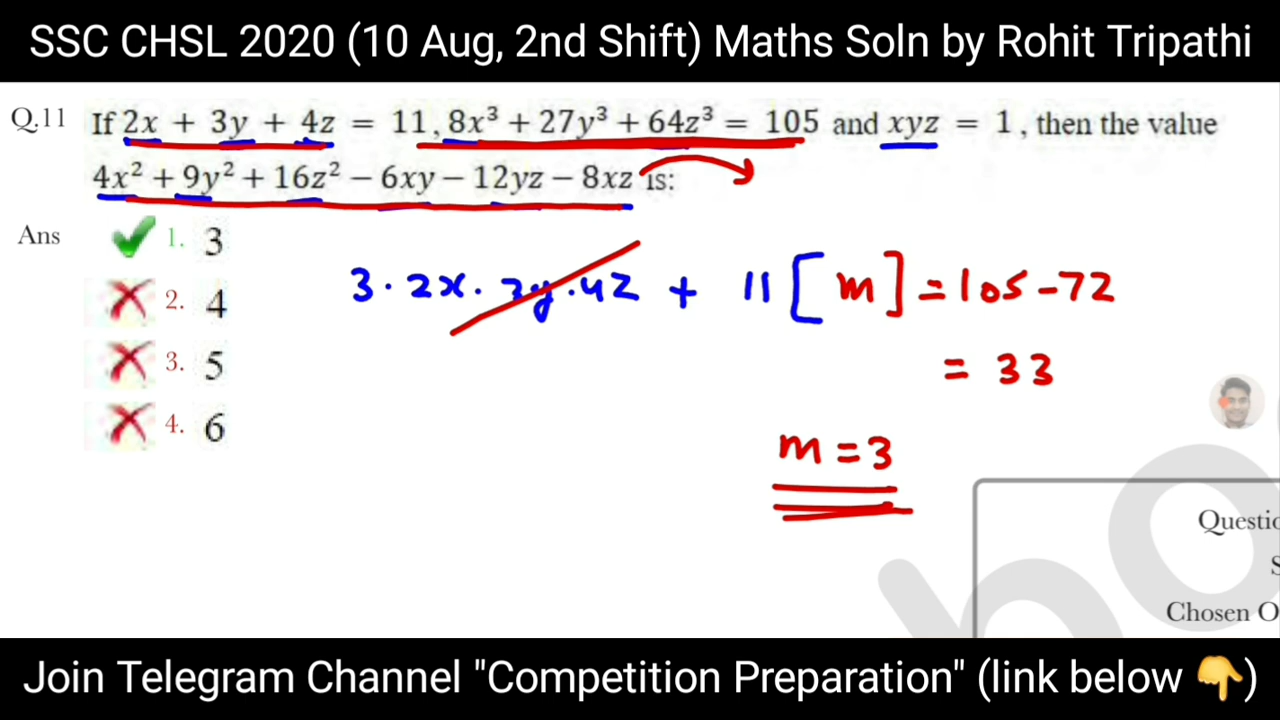 SSC CHSL 2020 (10 Aug, 2nd Shift) Maths Soln by Rohit Tripathi
Q.11 If 2x + 3y + 4z = 11, 8x³ + 27y³ + 64z³ = 105 and xyz = 1, then the value
4x² + 9y² + 16z² − 6xy − 12yz − 8xz is:
Ans 1. 3
2. 4
3. 5
4. 6
3 · 2x · 3y · 4z + 11 [ m ] = 105 - 72
= 33
m = 3
Questio
S
Chosen O
Join Telegram Channel "Competition Preparation" (link below 👇)